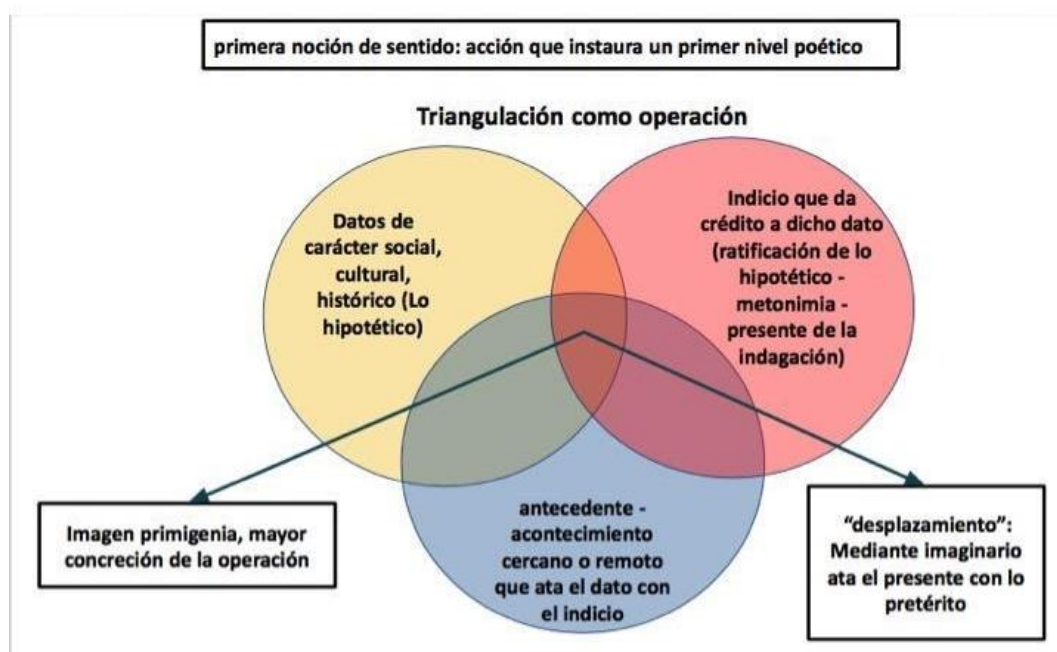 primera noción de sentido: acción que instaura un primer nivel poético
Triangulación como operación
Datos de
carácter social,
cultural,
histórico (Lo
hipotético)
Indicio que da
crédito a dicho dato
(ratificación de lo
hipotético -
metonimia -
presente de la
indagación)
antecedente -
acontecimiento
cercano o remoto
que ata el dato con
el indicio
Imagen primigenia, mayor
concreción de la operación
“desplazamiento”:
Mediante imaginario
ata el presente con lo
pretérito